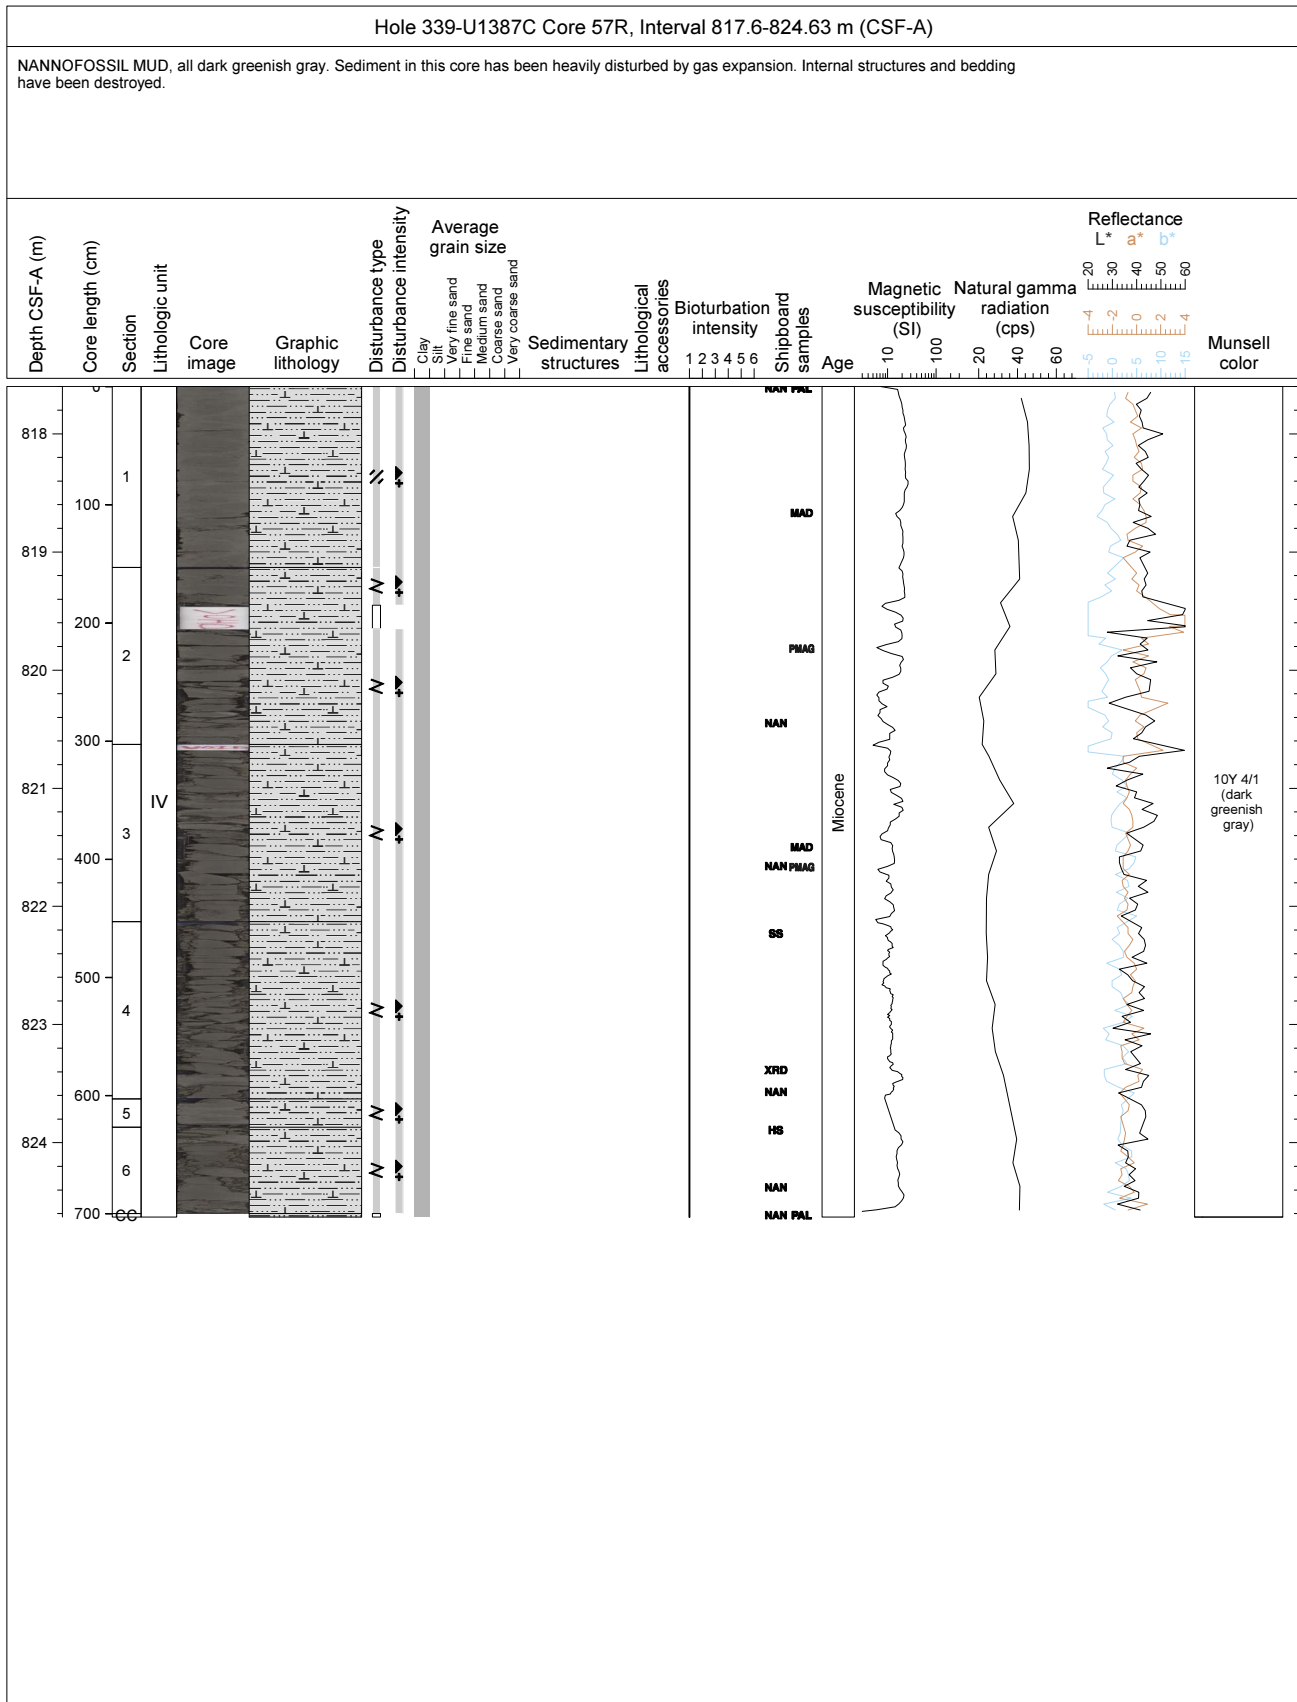 Hole 339-U1387C Core 57R, Interval 817.6-824.63 m (CSF-A)
NANNOFOSSIL MUD, all dark greenish gray. Sediment in this core has been heavily disturbed by gas expansion. Internal structures and bedding
have been destroyed.
Depth CSF-A (m)
Core length (cm)
Section
Lithologic unit
Core
image
Graphic
lithology
Disturbance type
Disturbance intensity
Average
grain size
Clay
Silt
Very fine sand
Fine sand
Medium sand
Coarse sand
Very coarse sand
Sedimentary
structures
Lithological
accessories
Bioturbation
intensity
1 2 3 4 5 6
Shipboard
samples
Age
Magnetic
susceptibility
(SI)
10 100
Natural gamma
radiation
(cps)
20 40 60
Reflectance
L* a* b*
20 30 40 50 60
-4 -2 0 2 4
-5 0 5 10 15
Munsell
color
818
819
820
821
822
823
824
0
100
200
300
400
500
600
700
1
2
3
4
5
6
CC
IV
NAN PAL
MAD
PMAG
NAN
MAD
NAN PMAG
SS
XRD
NAN
HS
NAN
NAN PAL
Miocene
10Y 4/1
(dark
greenish
gray)